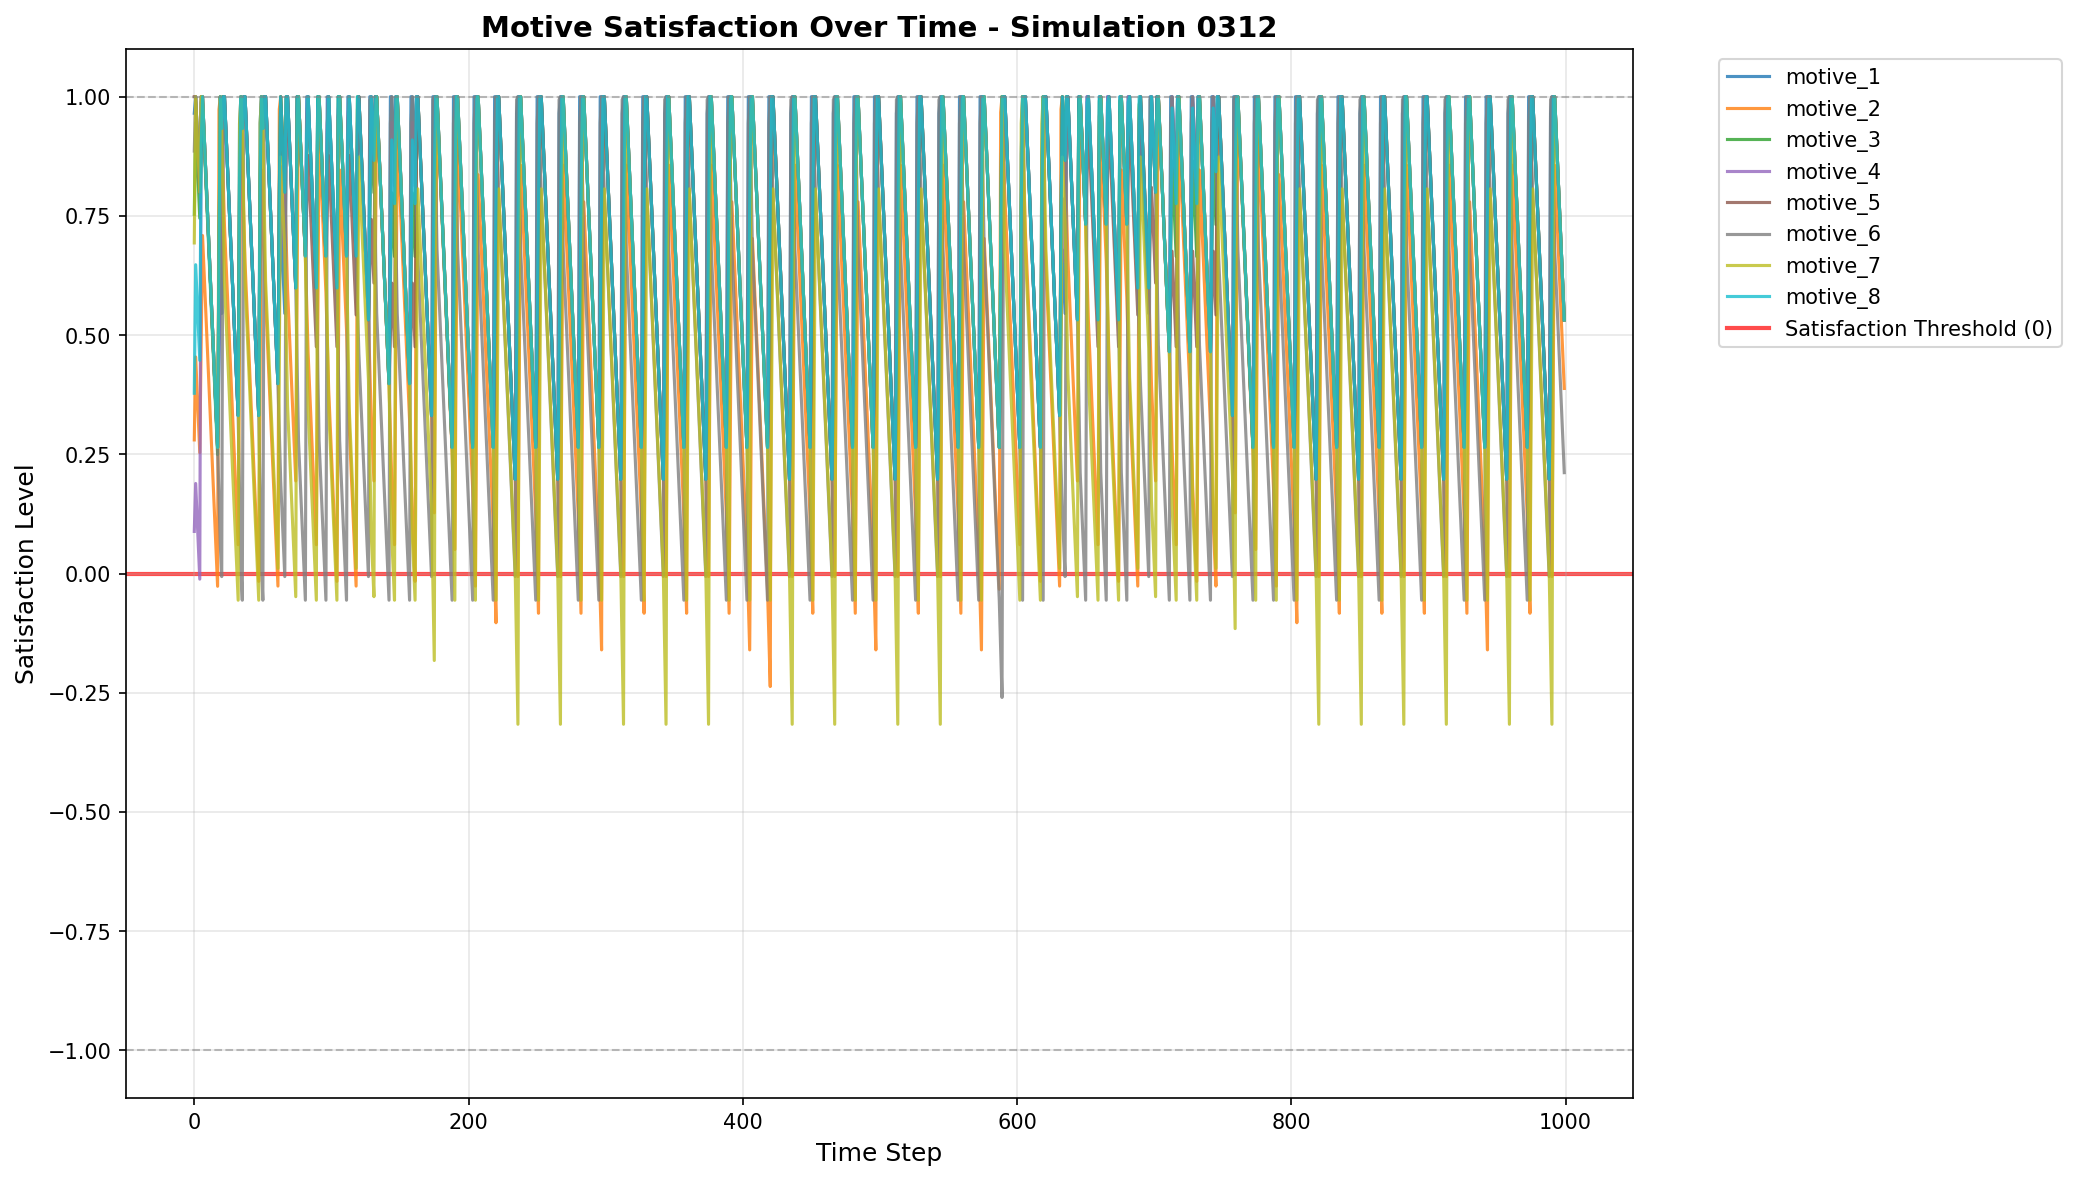 Motive Satisfaction Over Time - Simulation 0312
Satisfaction Level
1.00
0.75
0.50
0.25
0.00
−0.25
−0.50
−0.75
−1.00
0
200
400
600
800
1000
Time Step
motive_1
motive_2
motive_3
motive_4
motive_5
motive_6
motive_7
motive_8
Satisfaction Threshold (0)